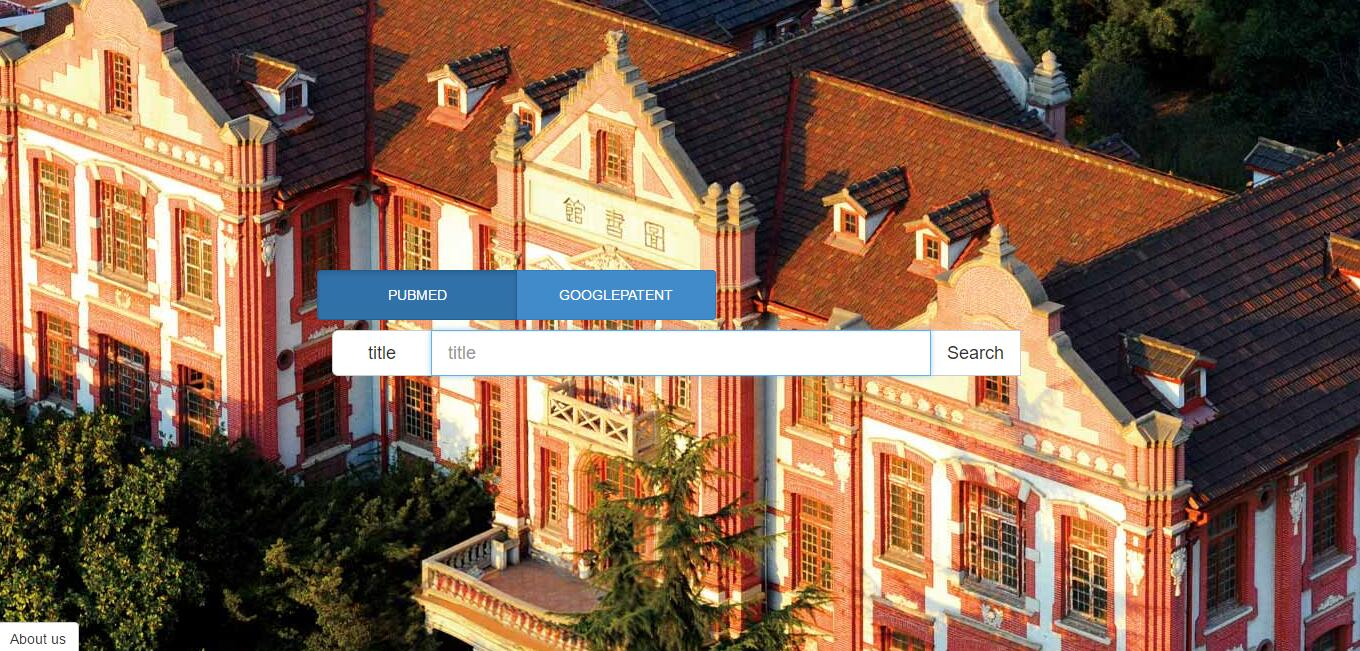 圖書館
PUBMED GOOGLEPATENT
title title Search
About us